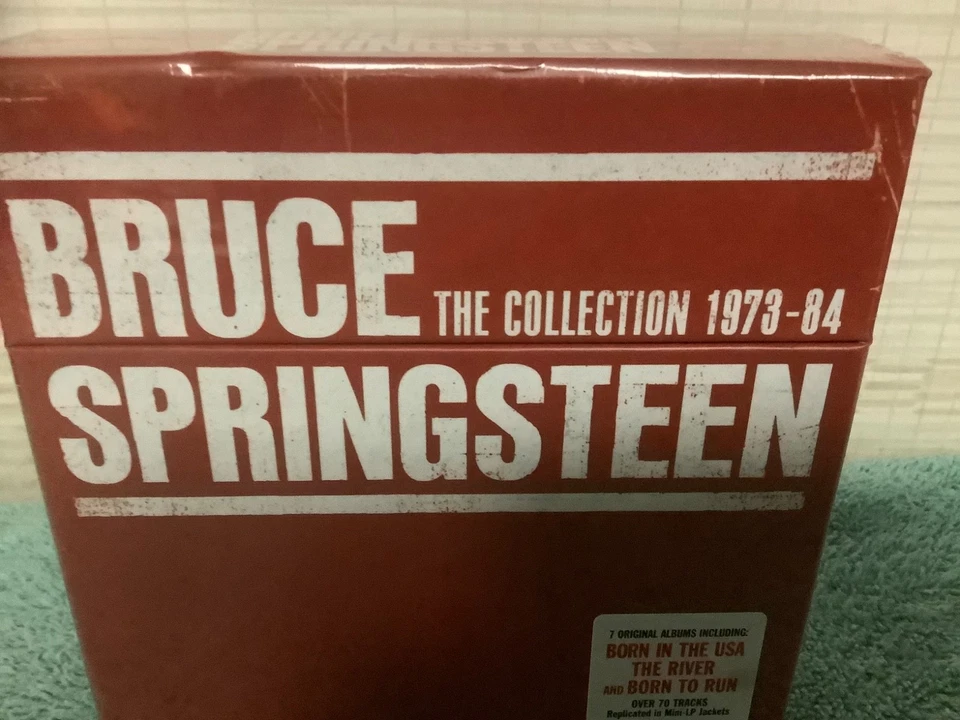 SPRINGSTEEN
BRUCE
THE COLLECTION 1973-84
SPRINGSTEEN
7 ORIGINAL ALBUMS INCLUDING:
BORN IN THE USA
THE RIVER
AND BORN TO RUN
OVER 70 TRACKS
Replicated in Mini-LP Jackets